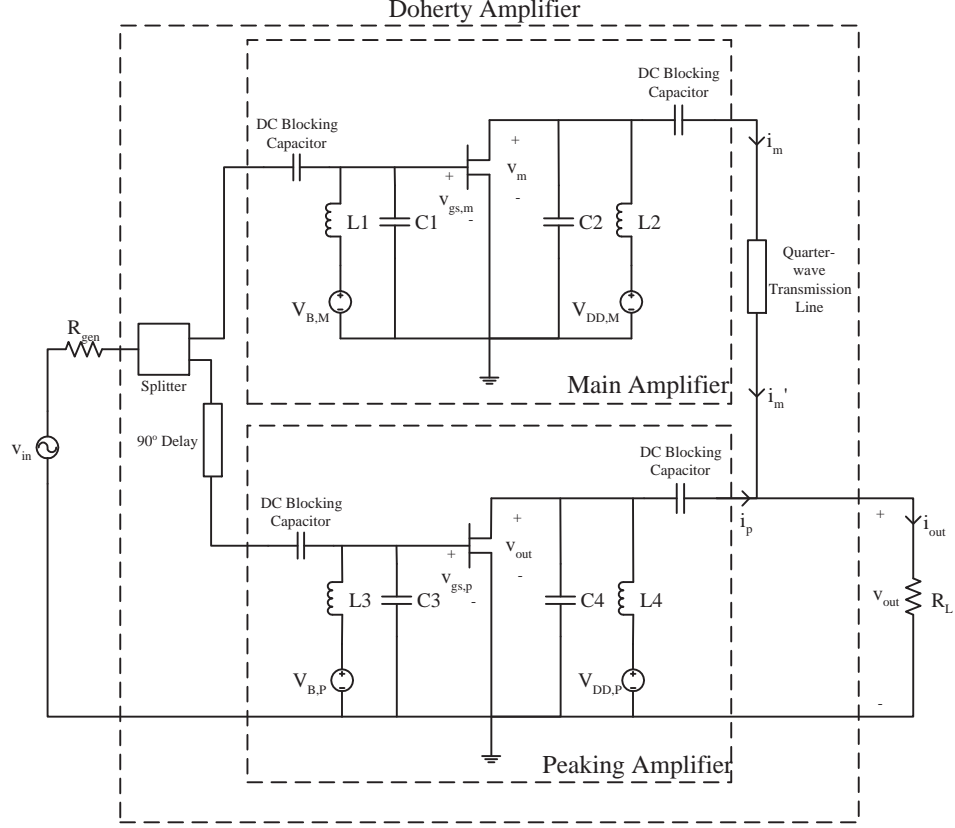 Doherty Amplifier
DC Blocking
Capacitor
DC Blocking
Capacitor
i_m
+
v_m
-
+
v_gs,m
-
L1
C1
C2
L2
Quarter-
wave
Transmission
Line
V_B,M
V_DD,M
R_gen
Splitter
Main Amplifier
i_m'
90° Delay
v_in
DC Blocking
Capacitor
DC Blocking
Capacitor
i_p
+
v_out
-
+
v_gs,p
-
+
i_out
L3
C3
C4
L4
v_out
R_L
V_B,P
V_DD,P
-
Peaking Amplifier